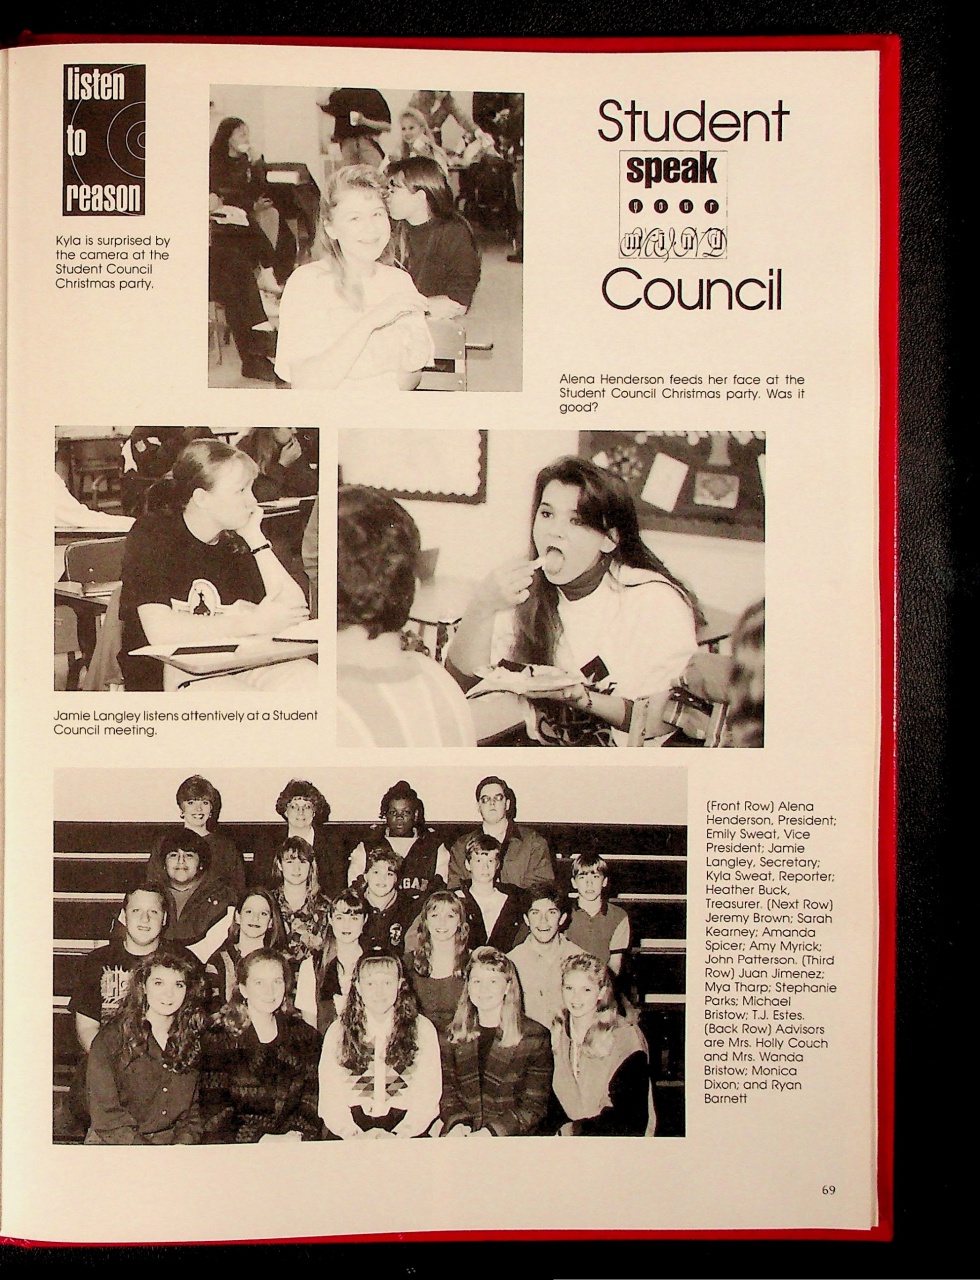 listen
to
reason
Kyla is surprised by
the camera at the
Student Council
Christmas party.
Student
speak
your
mind
Council
Alena Henderson feeds her face at the
Student Council Christmas party. Was it
good?
Jamie Langley listens attentively at a Student
Council meeting.
GAN
(Front Row) Alena
Henderson, President;
Emily Sweat, Vice
President; Jamie
Langley, Secretary;
Kyla Sweat, Reporter;
Heather Buck,
Treasurer. (Next Row)
Jeremy Brown; Sarah
Kearney; Amanda
Spicer; Amy Myrick;
John Patterson. (Third
Row) Juan Jimenez;
Mya Tharp; Stephanie
Parks; Michael
Bristow; T.J. Estes.
(Back Row) Advisors
are Mrs. Holly Couch
and Mrs. Wanda
Bristow; Monica
Dixon; and Ryan
Barnett
69